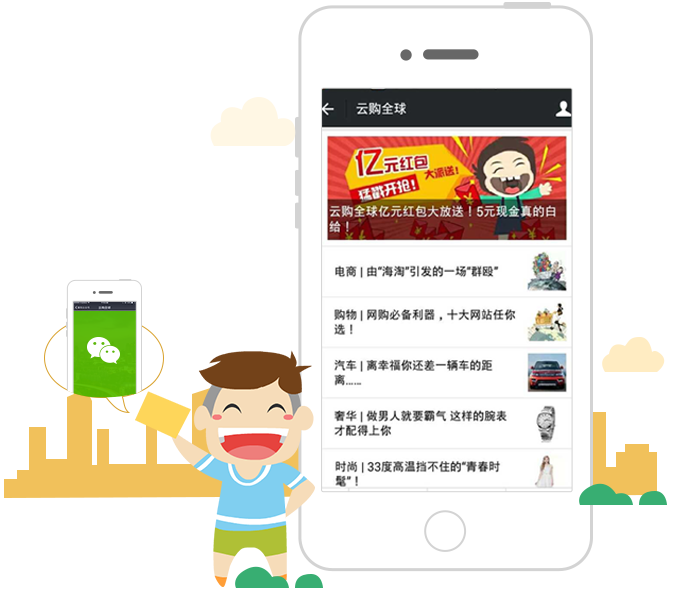 云购全球
亿元红包
大派送！
猛戳开抢！
云购全球亿元红包大放送！5元现金真的白
给！
电商 | 由“海淘”引发的一场“群殴”
购物 | 网购必备利器，十大网站任你
选！
汽车 | 离幸福你还差一辆车的距
离……
奢华 | 做男人就要霸气 这样的腕表
才配得上你
时尚 | 33度高温挡不住的“青春时
髦”！